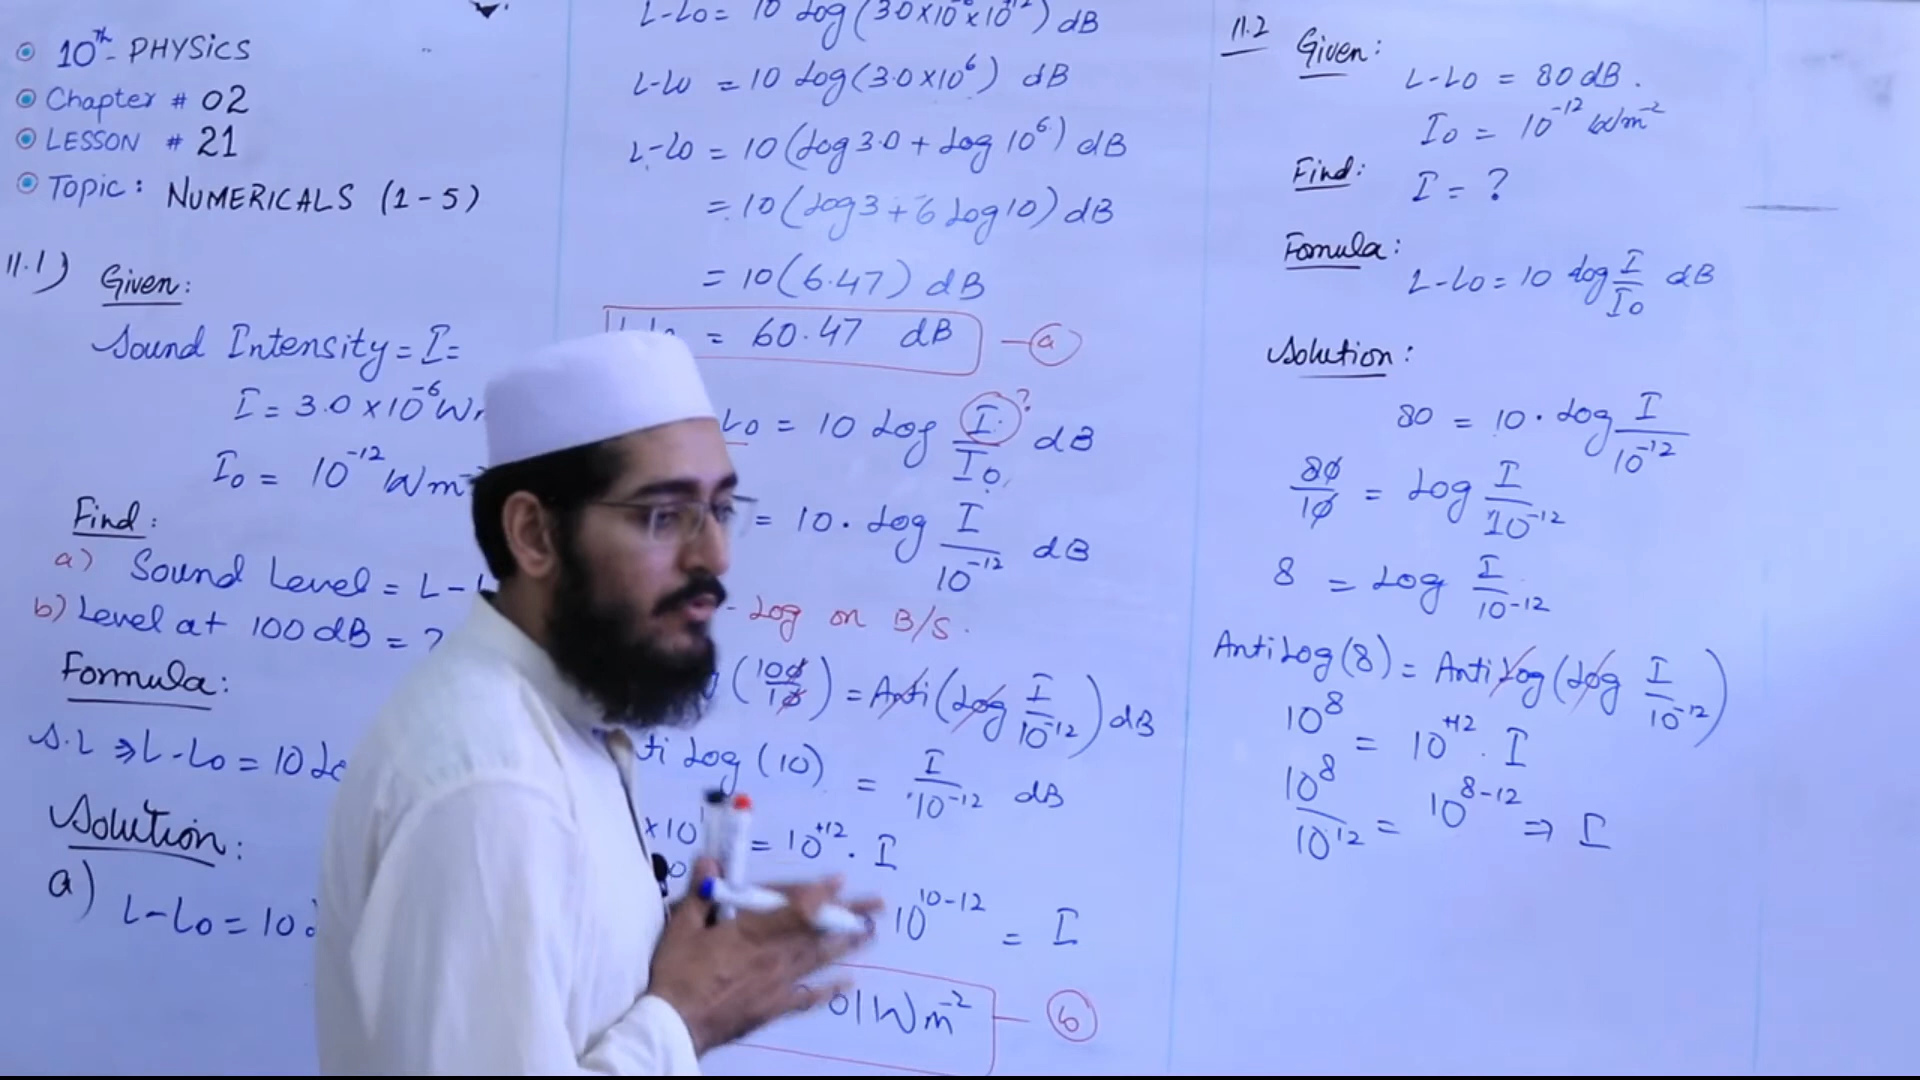 10th- PHYSICS
Chapter # 02
LESSON # 21
Topic: NUMERICALS (1-5)
11.1) Given:
Sound Intensity = I =
I = 3.0 × 10⁻⁶ W
I₀ = 10⁻¹² W m⁻
Find:
a) Sound Level = L-
b) Level at 100 dB = ?
Formula:
S.L ⇒ L-L₀ = 10
Solution:
a) L-L₀ = 10
L-L₀ = 10 Log (3.0×10⁻⁶×10⁺¹²) dB
L-L₀ = 10 Log (3.0×10⁶) dB
L-L₀ = 10 (Log 3.0 + Log 10⁶) dB
= 10 (Log 3 + 6 Log 10) dB
= 10 (6.47) dB
= 60.47 dB — a
L₀ = 10 Log I/I₀ dB ?
= 10 . Log I/10⁻¹² dB
- Log on B/S.
(100/10) = Anti (Log I/10⁻¹²) dB
ti Log (10) = I/10⁻¹² dB
×10 = 10⁺¹² . I
10¹⁰⁻¹² = I
01 W m⁻² — b
11.2 Given:
L-L₀ = 80 dB.
I₀ = 10⁻¹² W m⁻²
Find: I = ?
Fomula:
L-L₀ = 10 Log I/I₀ dB
Solution:
80 = 10 . Log I/10⁻¹²
80/10 = Log I/10⁻¹²
8 = Log I/10⁻¹²
Anti Log (8) = Anti Log (Log I/10⁻¹²)
10⁸ = 10⁺¹² . I
10⁸/10¹² = 10⁸⁻¹² ⇒ I